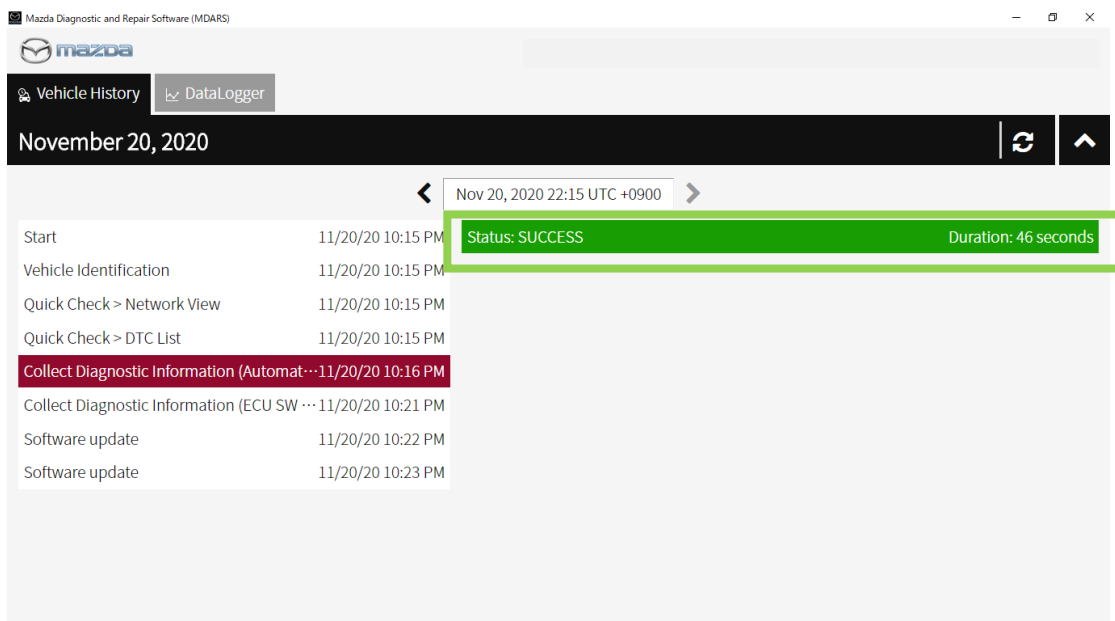 Mazda Diagnostic and Repair Software (MDARS)
mazda
Vehicle History
DataLogger
November 20, 2020
Nov 20, 2020 22:15 UTC +0900
Start 11/20/20 10:15 PM
Status: SUCCESS Duration: 46 seconds
Vehicle Identification 11/20/20 10:15 PM
Quick Check > Network View 11/20/20 10:15 PM
Quick Check > DTC List 11/20/20 10:15 PM
Collect Diagnostic Information (Automat⋯11/20/20 10:16 PM
Collect Diagnostic Information (ECU SW ⋯11/20/20 10:21 PM
Software update 11/20/20 10:22 PM
Software update 11/20/20 10:23 PM